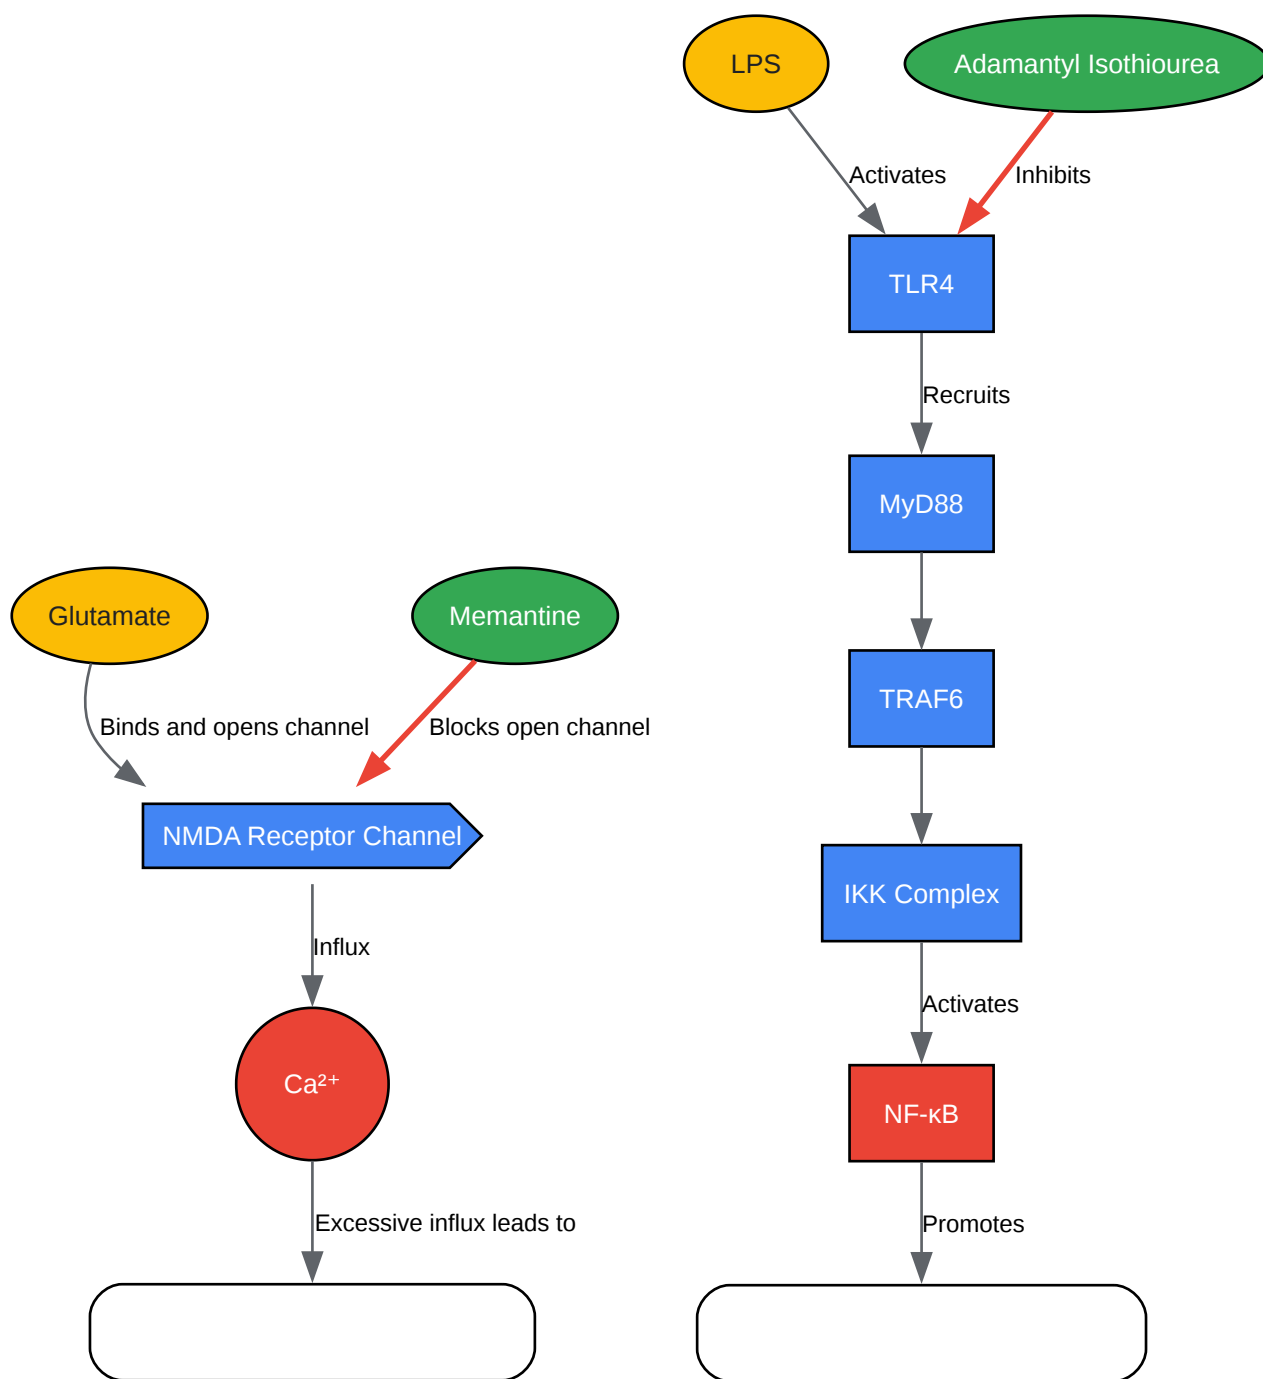 LPS
Adamantyl Isothiourea
Activates
Inhibits
TLR4
Recruits
MyD88
Glutamate
Memantine
TRAF6
Binds and opens channel
Blocks open channel
NMDA Receptor Channel
IKK Complex
Influx
Activates
Ca²⁺
NF-κB
Excessive influx leads to
Promotes